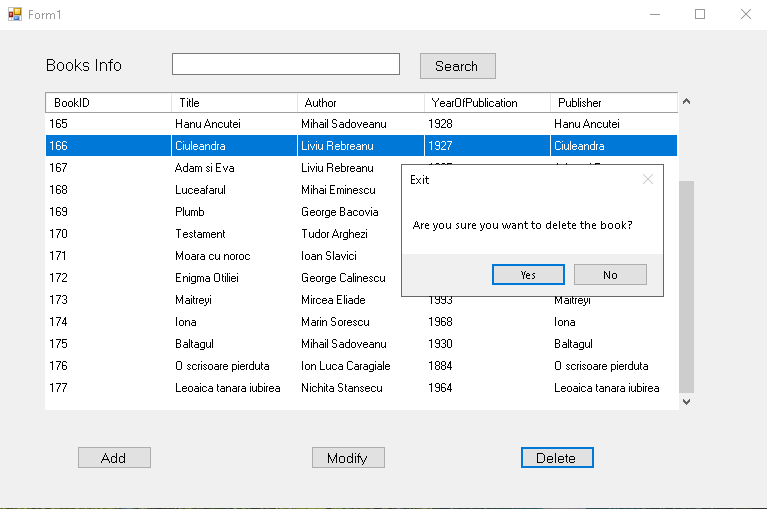 Form1
Books Info Search
BookID Title Author YearOfPublication Publisher
165 Hanu Ancutei Mihail Sadoveanu 1928 Hanu Ancutei
166 Ciuleandra Liviu Rebreanu 1927 Ciuleandra
167 Adam si Eva Liviu Rebreanu
168 Luceafarul Mihai Eminescu
169 Plumb George Bacovia
170 Testament Tudor Arghezi
171 Moara cu noroc Ioan Slavici
172 Enigma Otiliei George Calinescu
173 Maitreyi Mircea Eliade 1993 Maitreyi
174 Iona Marin Sorescu 1968 Iona
175 Baltagul Mihail Sadoveanu 1930 Baltagul
176 O scrisoare pierduta Ion Luca Caragiale 1884 O scrisoare pierduta
177 Leoaica tanara iubirea Nichita Stansecu 1964 Leoaica tanara iubirea
Exit
Are you sure you want to delete the book?
Yes No
Add Modify Delete